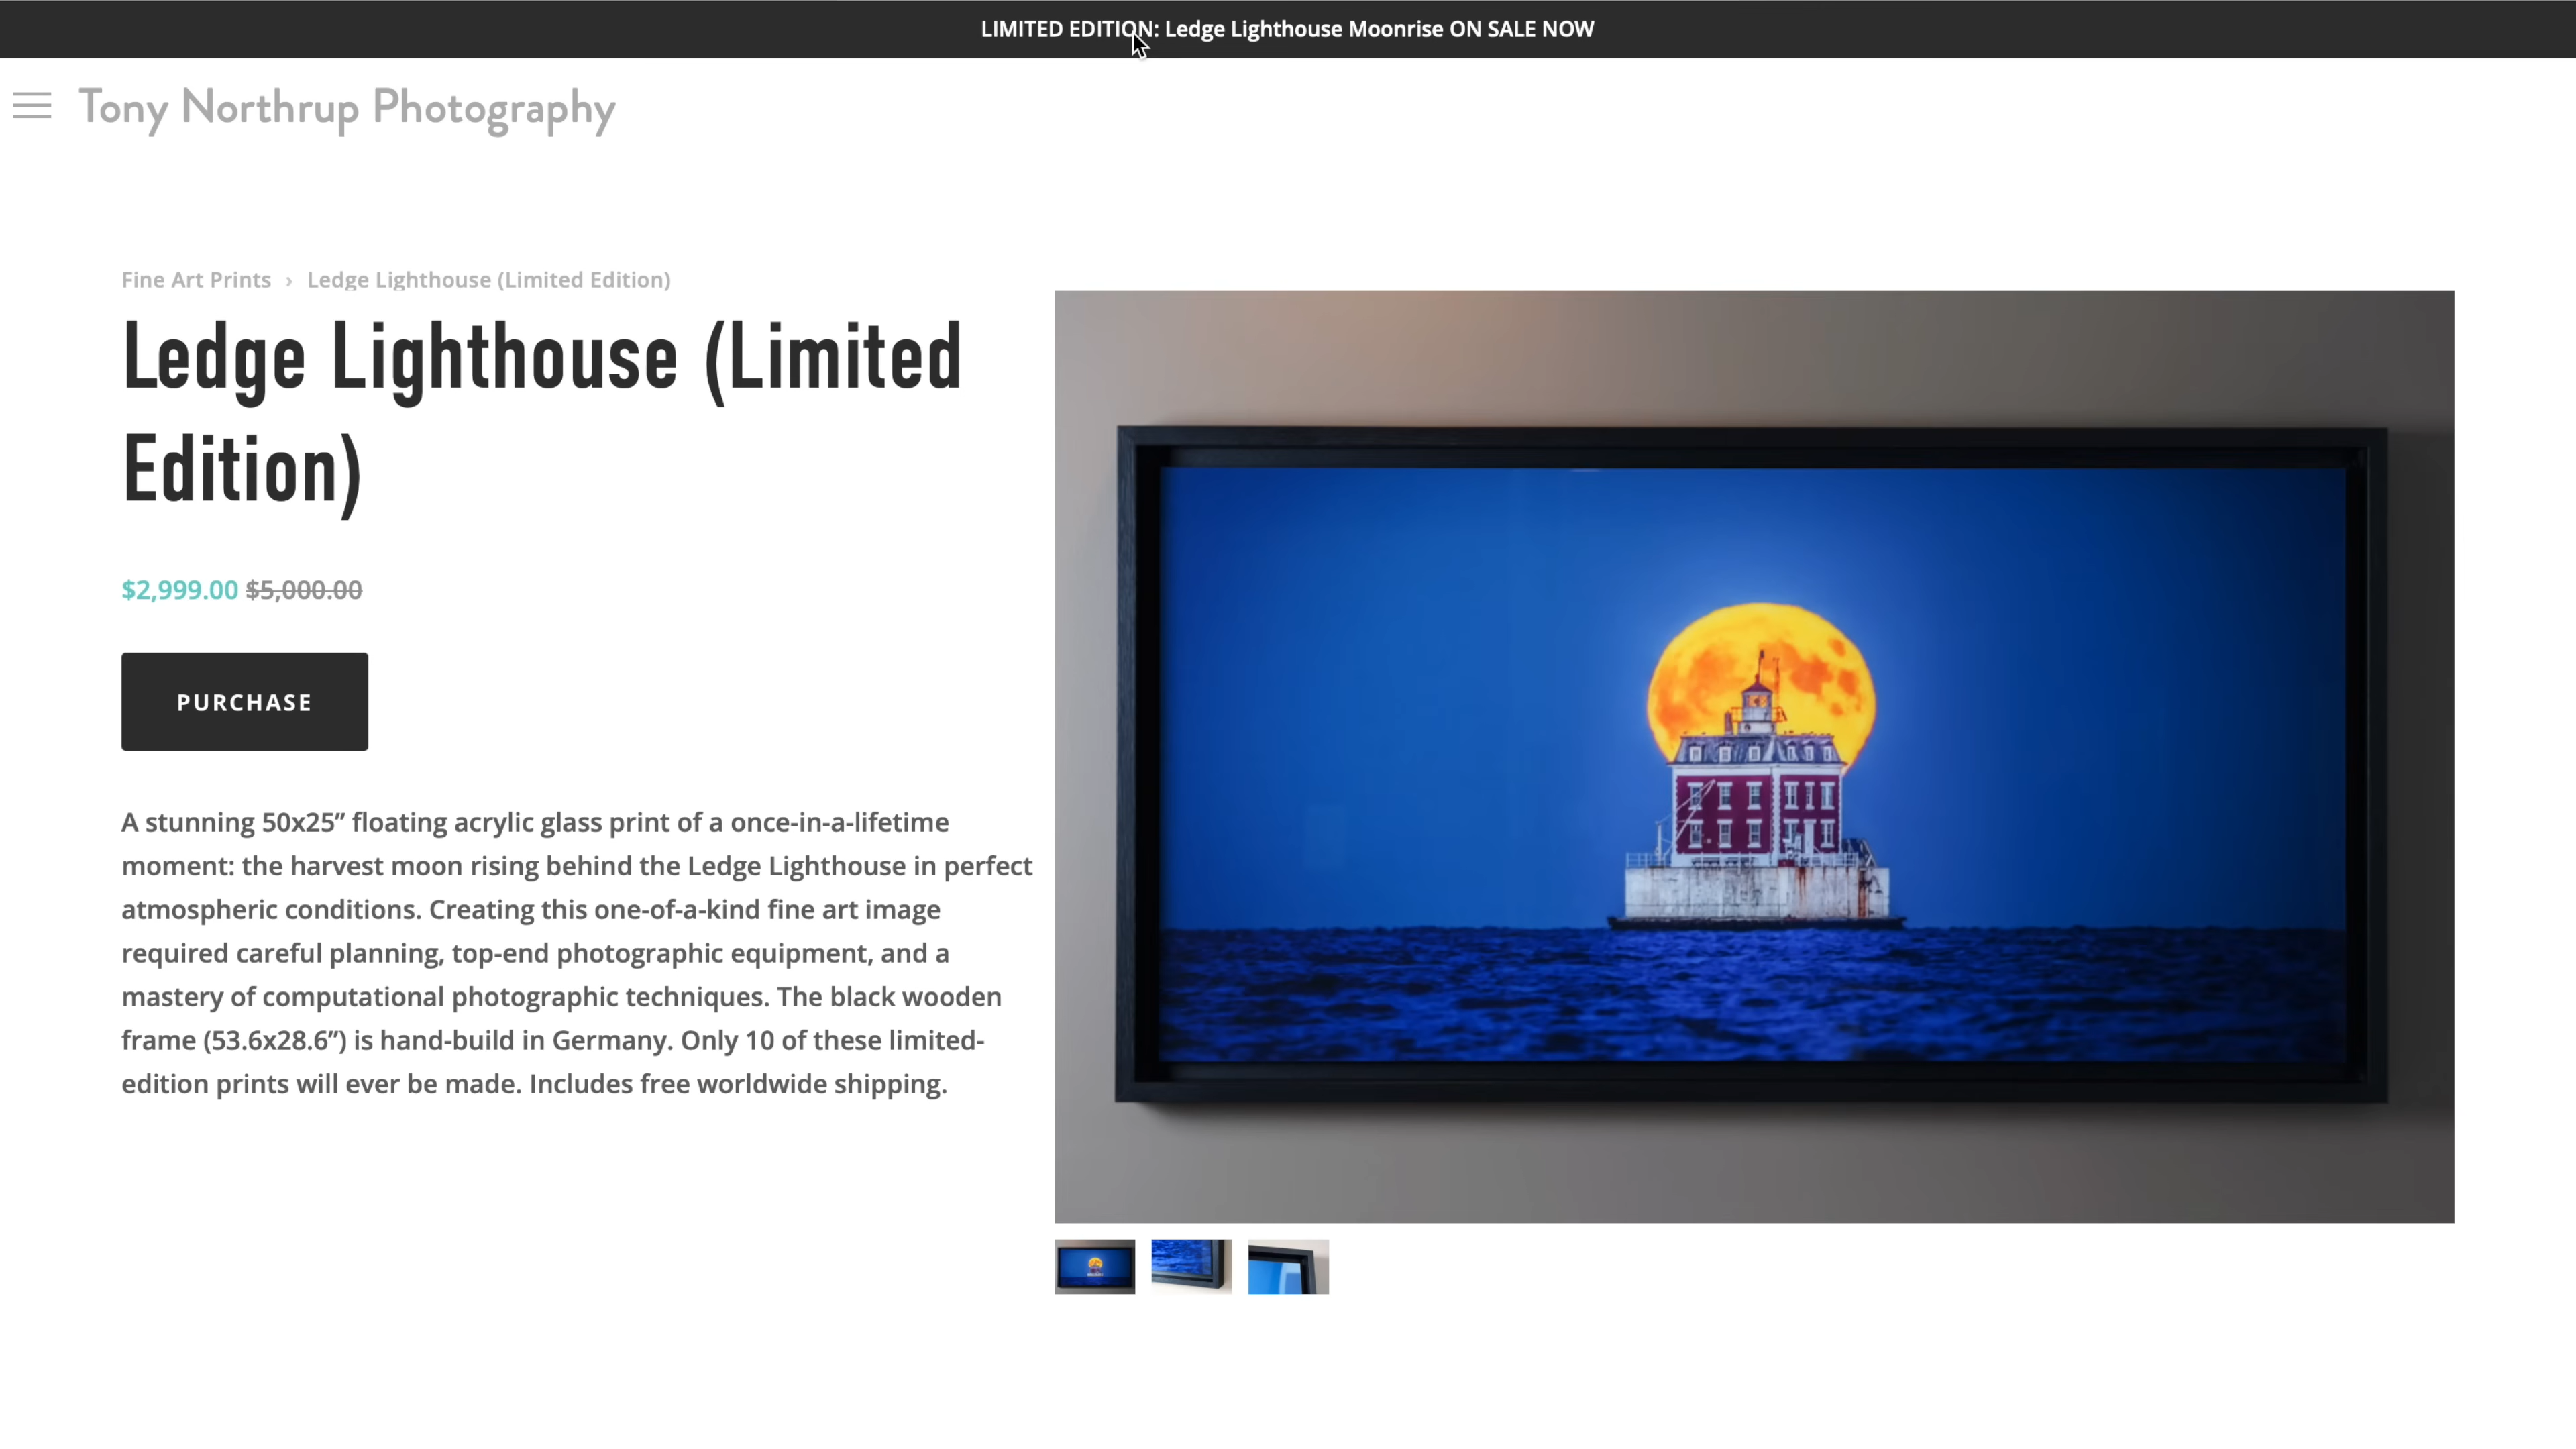 LIMITED EDITION: Ledge Lighthouse Moonrise ON SALE NOW
Tony Northrup Photography
Fine Art Prints › Ledge Lighthouse (Limited Edition)
Ledge Lighthouse (Limited
Edition)
$2,999.00 $5,000.00
PURCHASE
A stunning 50x25” floating acrylic glass print of a once-in-a-lifetime
moment: the harvest moon rising behind the Ledge Lighthouse in perfect
atmospheric conditions. Creating this one-of-a-kind fine art image
required careful planning, top-end photographic equipment, and a
mastery of computational photographic techniques. The black wooden
frame (53.6x28.6”) is hand-build in Germany. Only 10 of these limited-
edition prints will ever be made. Includes free worldwide shipping.